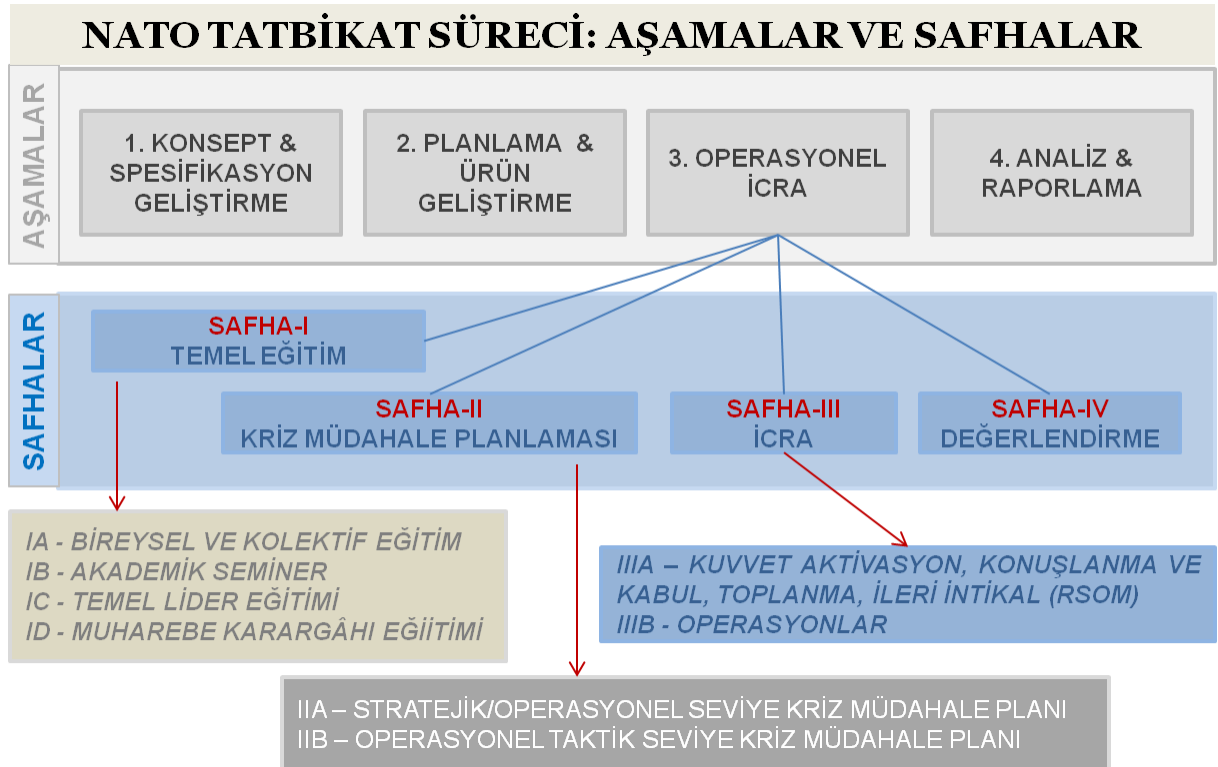 NATO TATBİKAT SÜRECİ: AŞAMALAR VE SAFHALAR
AŞAMALAR
1. KONSEPT &
SPESİFİKASYON
GELİŞTİRME
2. PLANLAMA &
ÜRÜN
GELİŞTİRME
3. OPERASYONEL
İCRA
4. ANALİZ &
RAPORLAMA
SAFHALAR
SAFHA-I
TEMEL EĞİTİM
SAFHA-II
KRİZ MÜDAHALE PLANLAMASI
SAFHA-III
İCRA
SAFHA-IV
DEĞERLENDİRME
IA - BİREYSEL VE KOLEKTİF EĞİTİM
IB - AKADEMİK SEMİNER
IC - TEMEL LİDER EĞİTİMİ
ID - MUHAREBE KARARGÂHI EĞİİTİMİ
IIIA – KUVVET AKTİVASYON, KONUŞLANMA VE
KABUL, TOPLANMA, İLERİ İNTİKAL (RSOM)
IIIB - OPERASYONLAR
IIA – STRATEJİK/OPERASYONEL SEVİYE KRİZ MÜDAHALE PLANI
IIB – OPERASYONEL TAKTİK SEVİYE KRİZ MÜDAHALE PLANI